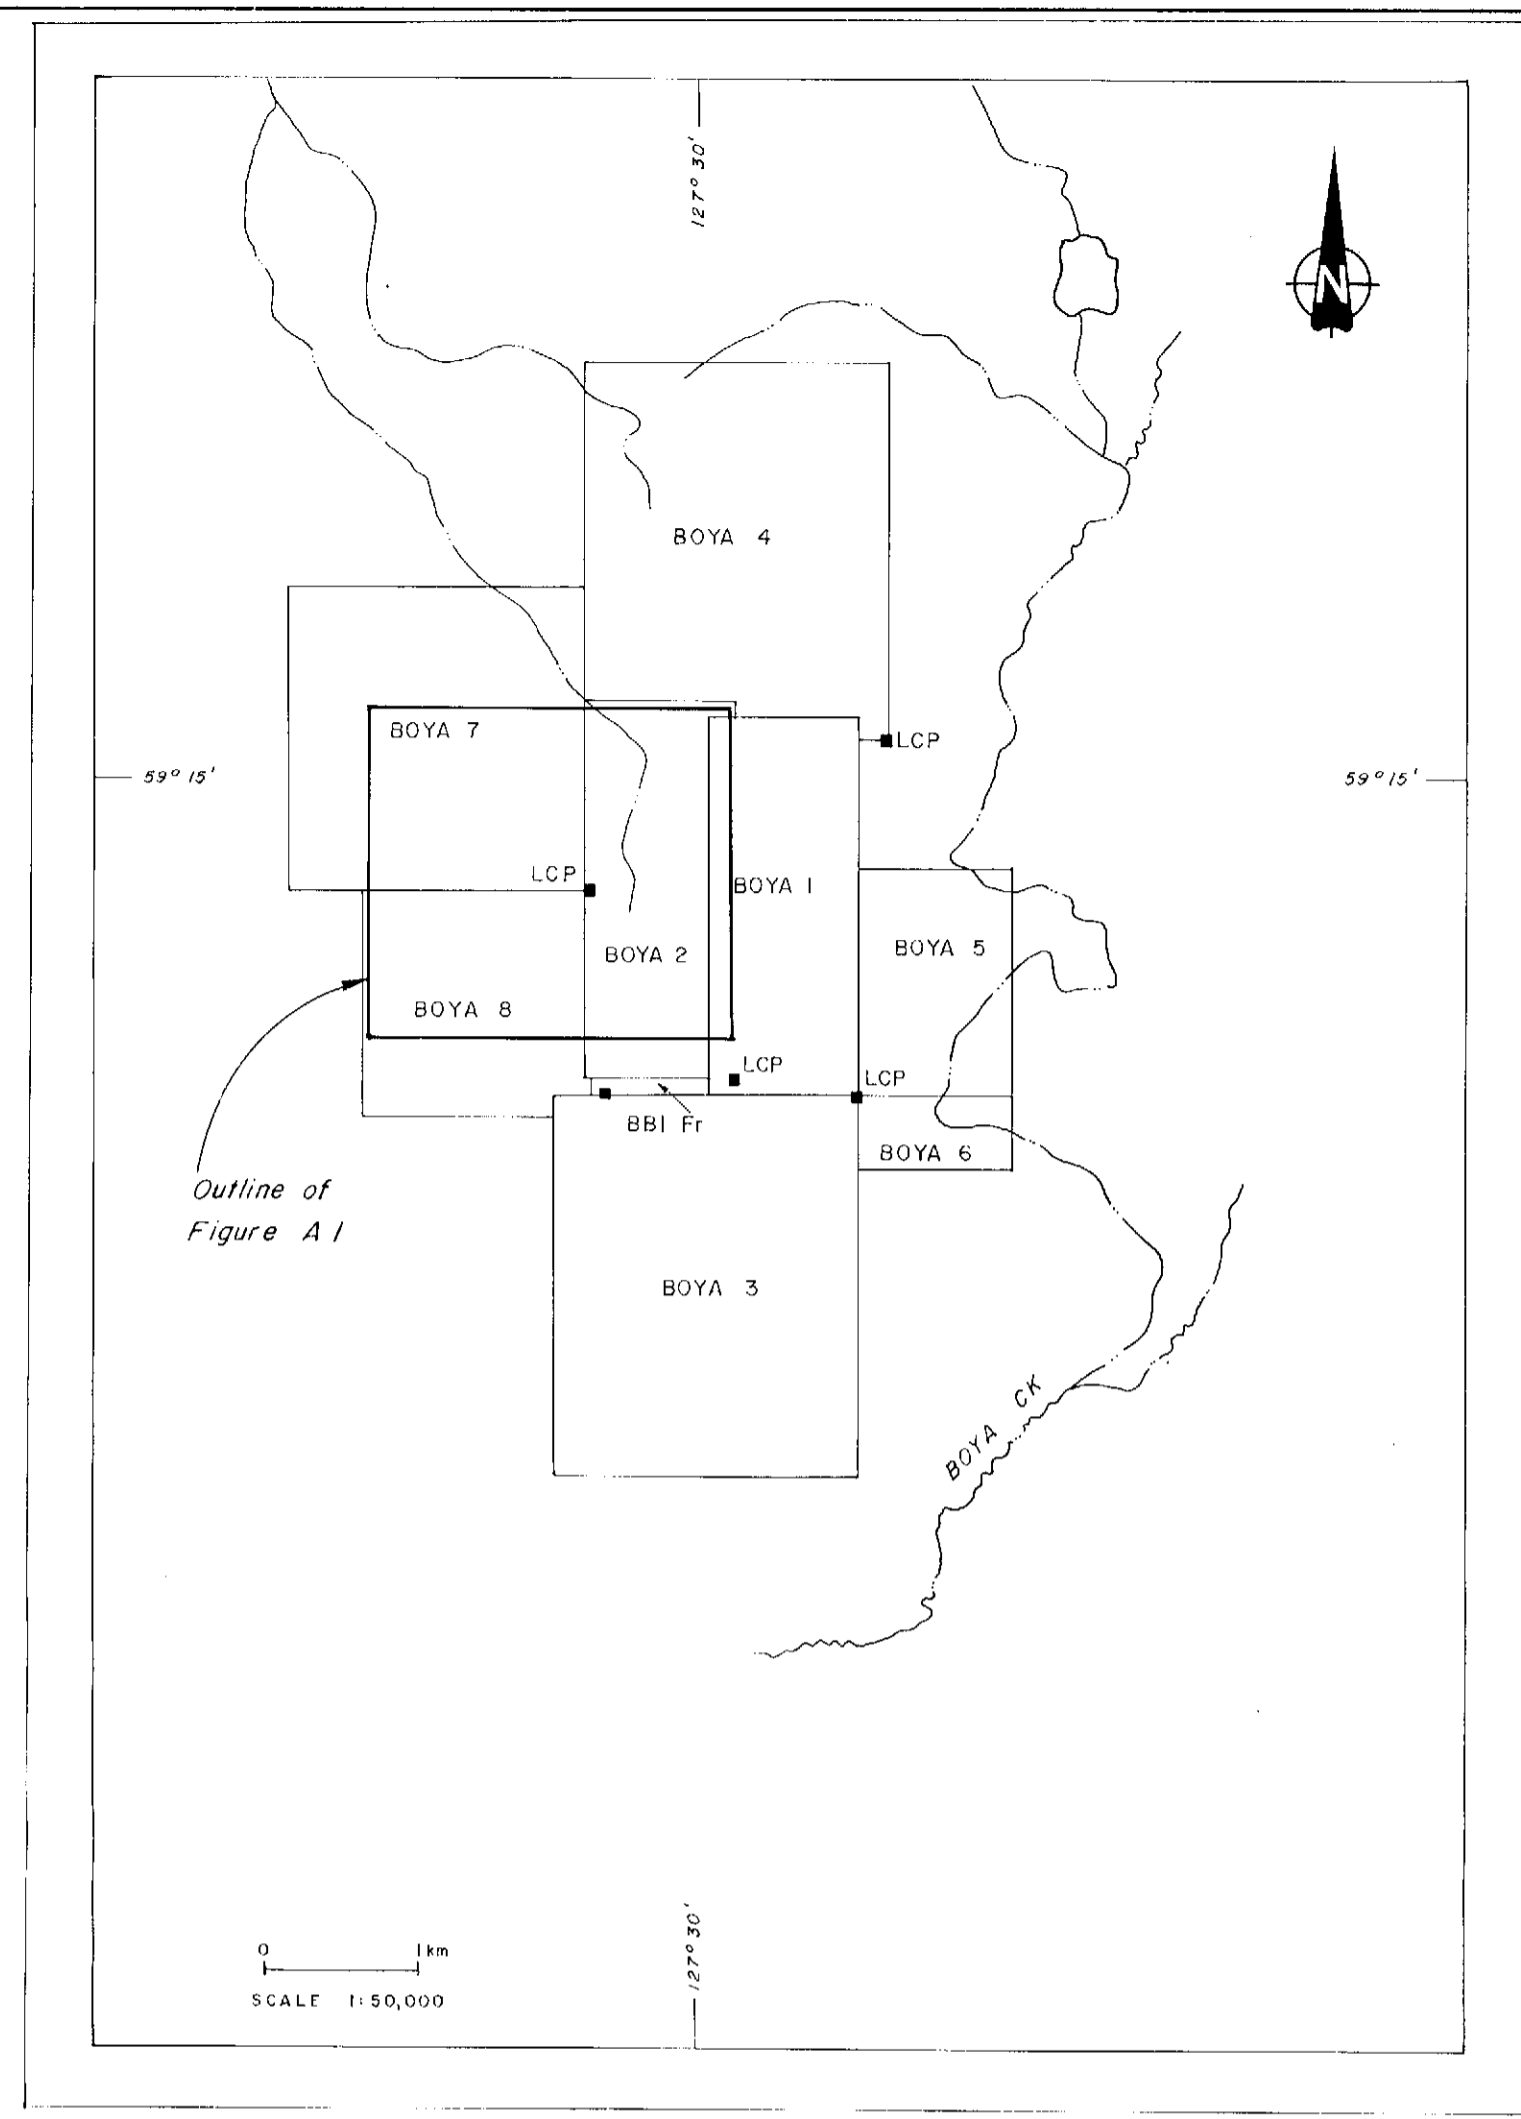 127° 30'
N
BOYA 4
BOYA 7
LCP
59° 15'
59° 15'
LCP
BOYA 1
BOYA 2
BOYA 5
BOYA 8
LCP
LCP
BB1 Fr
BOYA 6
Outline of
Figure A1
BOYA 3
BOYA CK
127° 30'
0 1km
SCALE 1:50,000